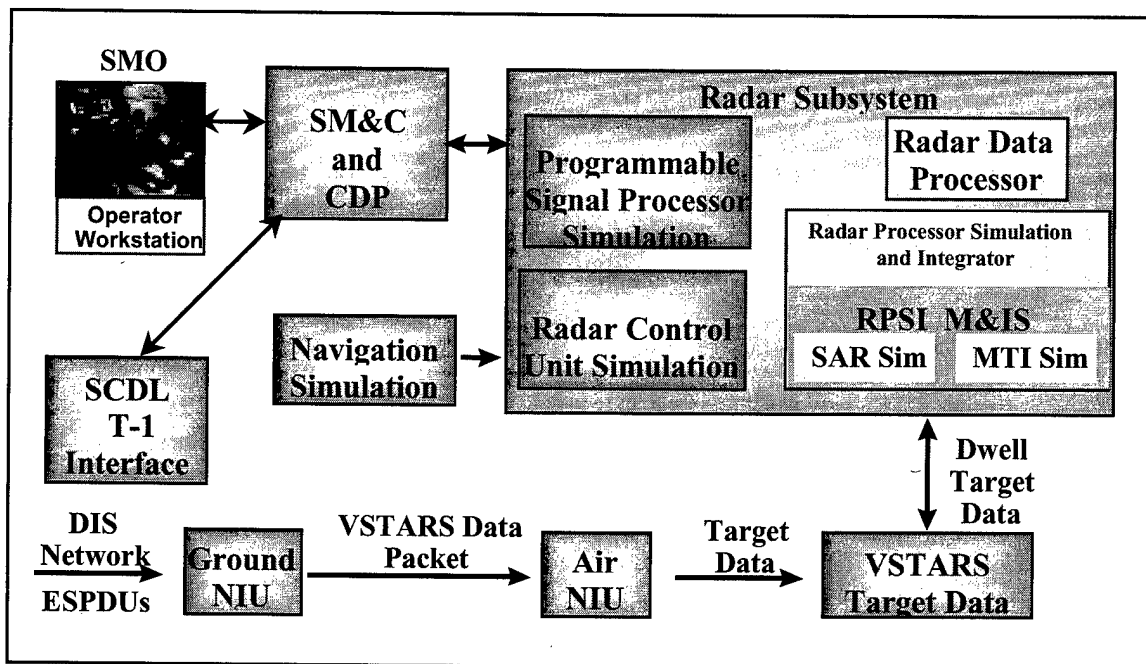 SMO
Operator
Workstation
SM&C
and
CDP
Radar Subsystem
Programmable
Signal Processor
Simulation
Radar Data
Processor
Radar Processor Simulation
and Integrator
RPSI M&IS
SAR Sim
MTI Sim
Radar Control
Unit Simulation
Navigation
Simulation
SCDL
T-1
Interface
Dwell
Target
Data
DIS
Network
ESPDUs
Ground
NIU
VSTARS Data
Packet
Air
NIU
Target
Data
VSTARS
Target Data